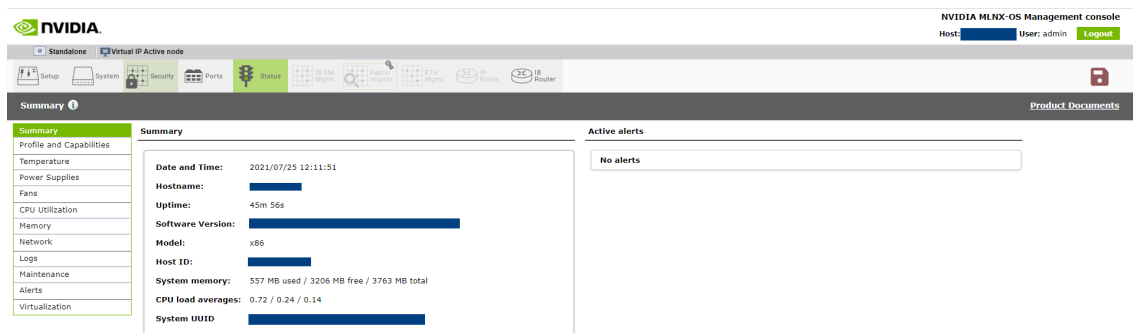 NVIDIA MLNX-OS Management console
NVIDIA.
Host: User: admin Logout
Standalone Virtual IP Active node
Setup System Security Ports Status IB SM Mgmt Fabric Inspctr ETH Mgmt IP Route IB Router
Summary Product Documents
Summary
Profile and Capabilities
Temperature
Power Supplies
Fans
CPU Utilization
Memory
Network
Logs
Maintenance
Alerts
Virtualization
Summary
Date and Time: 2021/07/25 12:11:51
Hostname:
Uptime: 45m 56s
Software Version:
Model: x86
Host ID:
System memory: 557 MB used / 3206 MB free / 3763 MB total
CPU load averages: 0.72 / 0.24 / 0.14
System UUID
Active alerts
No alerts